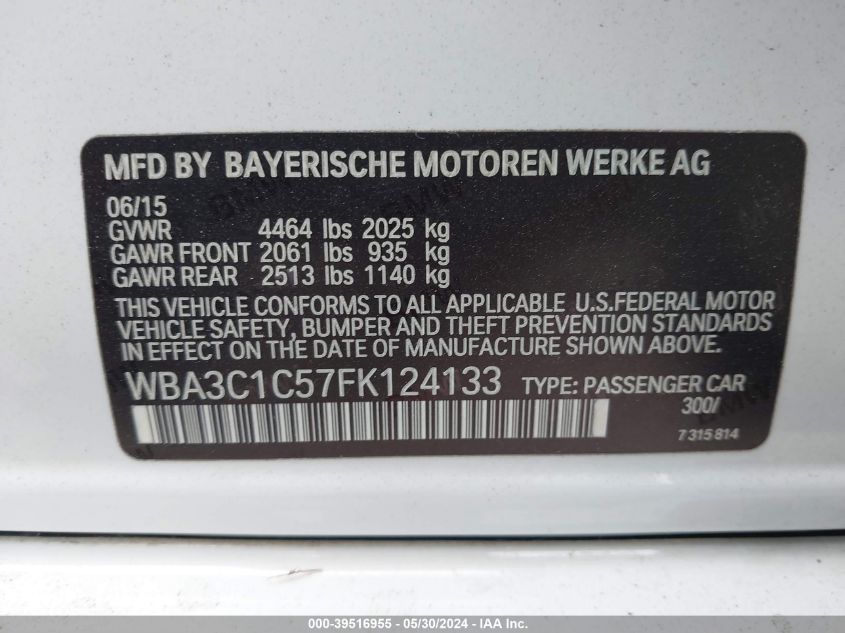 MFD BY BAYERISCHE MOTOREN WERKE AG
06/15
GVWR 4464 lbs 2025 kg
GAWR FRONT 2061 lbs 935 kg
GAWR REAR 2513 lbs 1140 kg
THIS VEHICLE CONFORMS TO ALL APPLICABLE U.S.FEDERAL MOTOR
VEHICLE SAFETY, BUMPER AND THEFT PREVENTION STANDARDS
IN EFFECT ON THE DATE OF MANUFACTURE SHOWN ABOVE.
WBA3C1C57FK124133 TYPE: PASSENGER CAR
300/
7315814
000-39516955 - 05/30/2024 - IAA Inc.